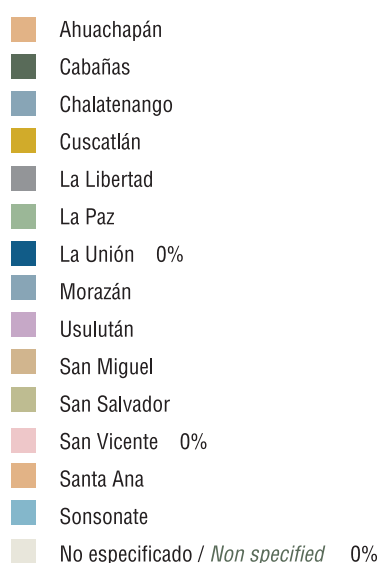 Ahuachapán
Cabañas
Chalatenango
Cuscatlán
La Libertad
La Paz
La Unión 0%
Morazán
Usulután
San Miguel
San Salvador
San Vicente 0%
Santa Ana
Sonsonate
No especificado / Non specified 0%